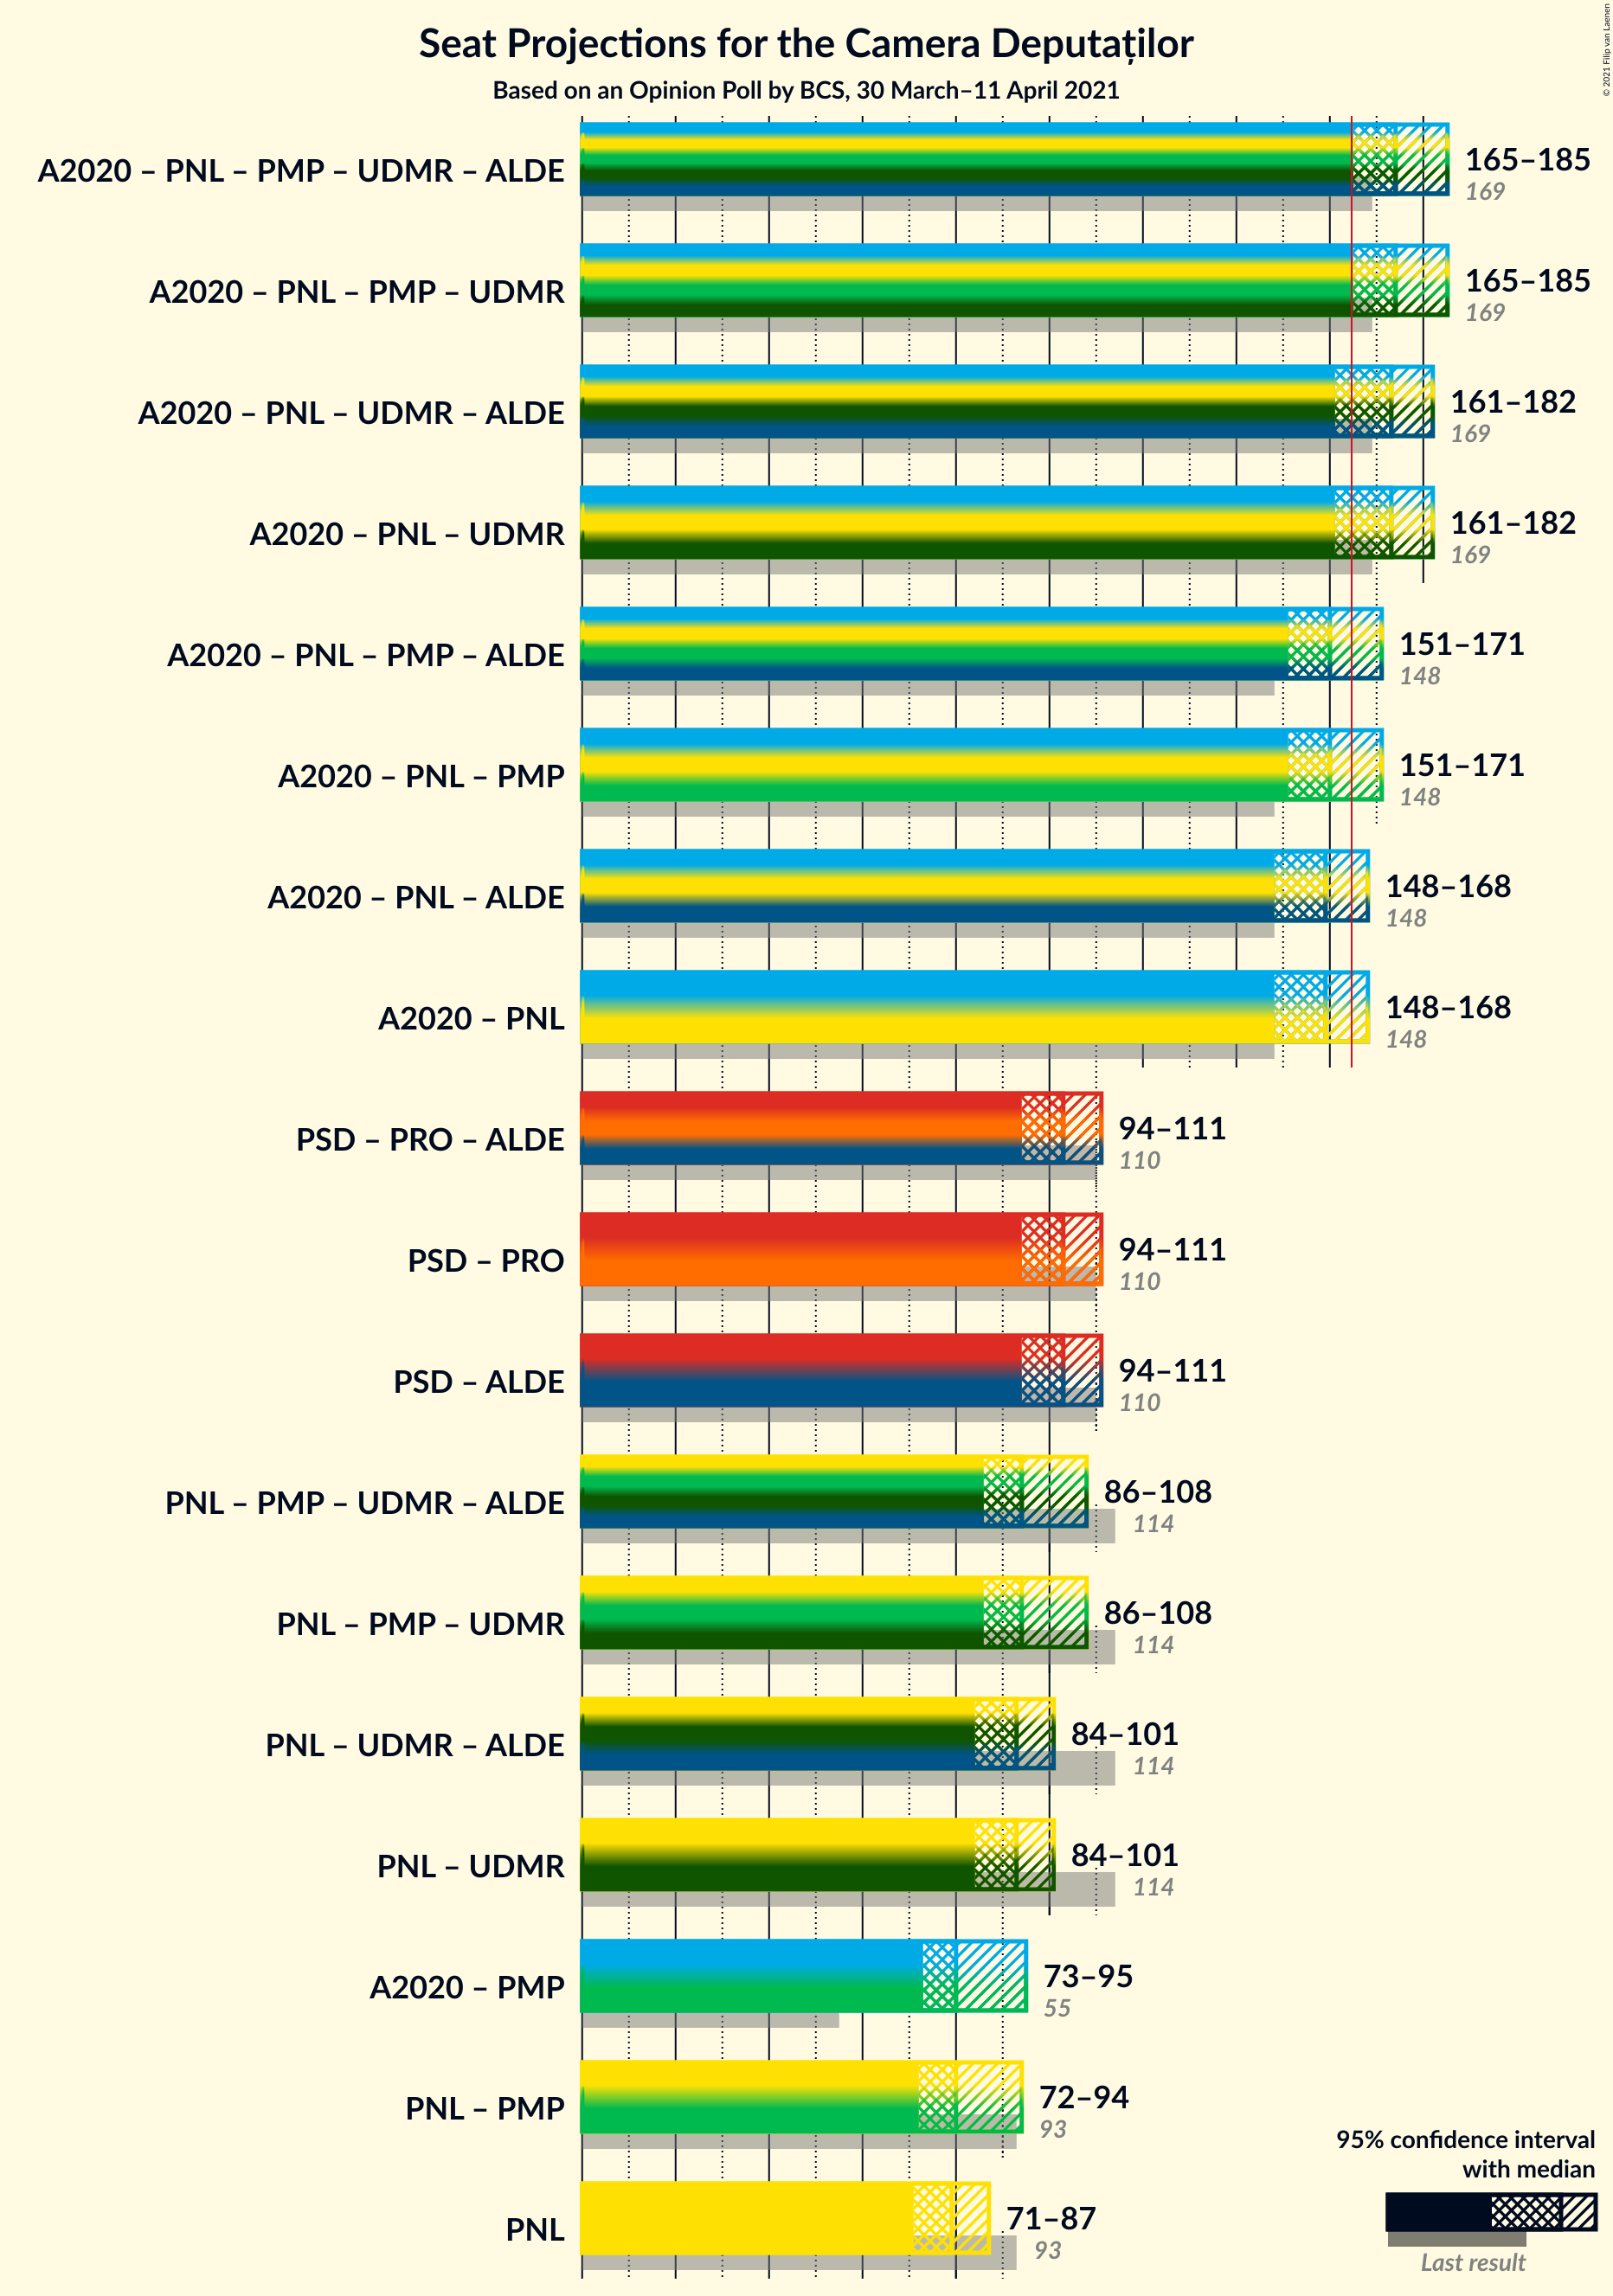 Seat Projections for the Camera Deputaților
Based on an Opinion Poll by BCS, 30 March–11 April 2021
© 2021 Filip van Laenen
A2020 – PNL – PMP – UDMR – ALDE
165–185
169
A2020 – PNL – PMP – UDMR
165–185
169
A2020 – PNL – UDMR – ALDE
161–182
169
A2020 – PNL – UDMR
161–182
169
A2020 – PNL – PMP – ALDE
151–171
148
A2020 – PNL – PMP
151–171
148
A2020 – PNL – ALDE
148–168
148
A2020 – PNL
148–168
148
PSD – PRO – ALDE
94–111
110
PSD – PRO
94–111
110
PSD – ALDE
94–111
110
PNL – PMP – UDMR – ALDE
86–108
114
PNL – PMP – UDMR
86–108
114
PNL – UDMR – ALDE
84–101
114
PNL – UDMR
84–101
114
A2020 – PMP
73–95
55
PNL – PMP
72–94
93
PNL
71–87
93
95% confidence interval
with median
Last result